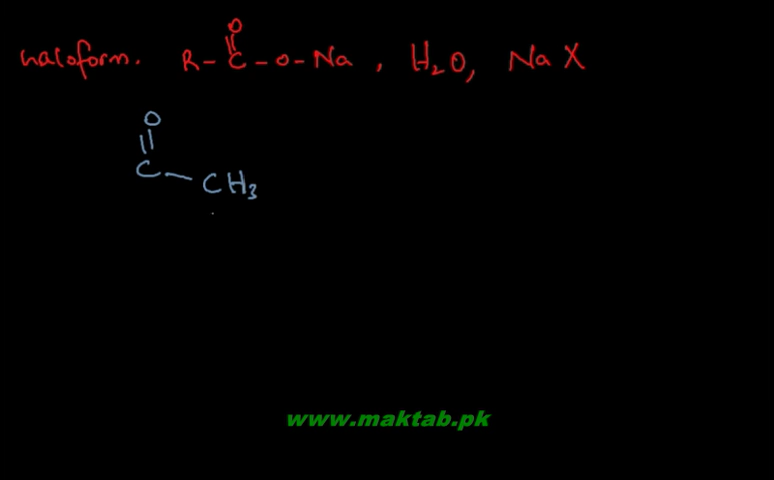 haloform. R-C-O-Na, H2O, NaX
O
||
O
||
C-CH3
www.maktab.pk